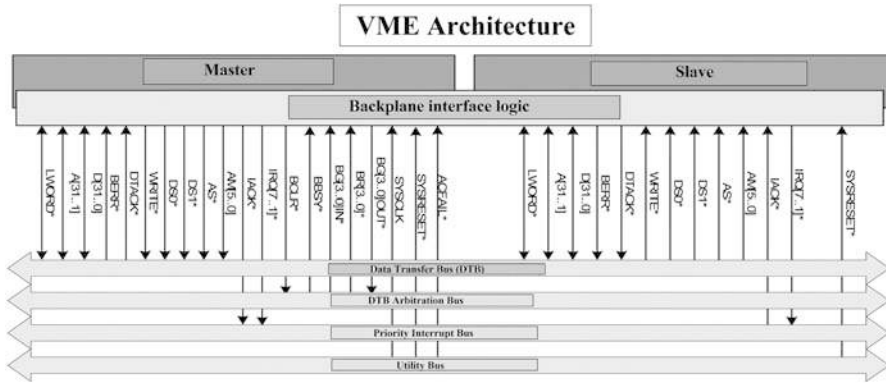 VME Architecture
Master
Slave
Backplane interface logic
LWORD*
A[31...1]
D[31...0]
BERR*
DTACK*
WRITE*
DS0*
DS1*
AS*
AM[5..0]
IACK*
IRQ[7..1]*
BCLR*
BBSY*
BG[3..0]IN*
BR[3..0]*
BG[3..0]OUT*
SYSCLK
SYSRESET*
ACFAIL*
LWORD*
A[31...1]
D[31...0]
BERR*
DTACK*
WRITE*
DS0*
DS1*
AS*
AM[5..0]
IACK*
IRQ[7..1]*
SYSRESET*
Data Transfer Bus (DTB)
DTB Arbitration Bus
Priority Interrupt Bus
Utility Bus